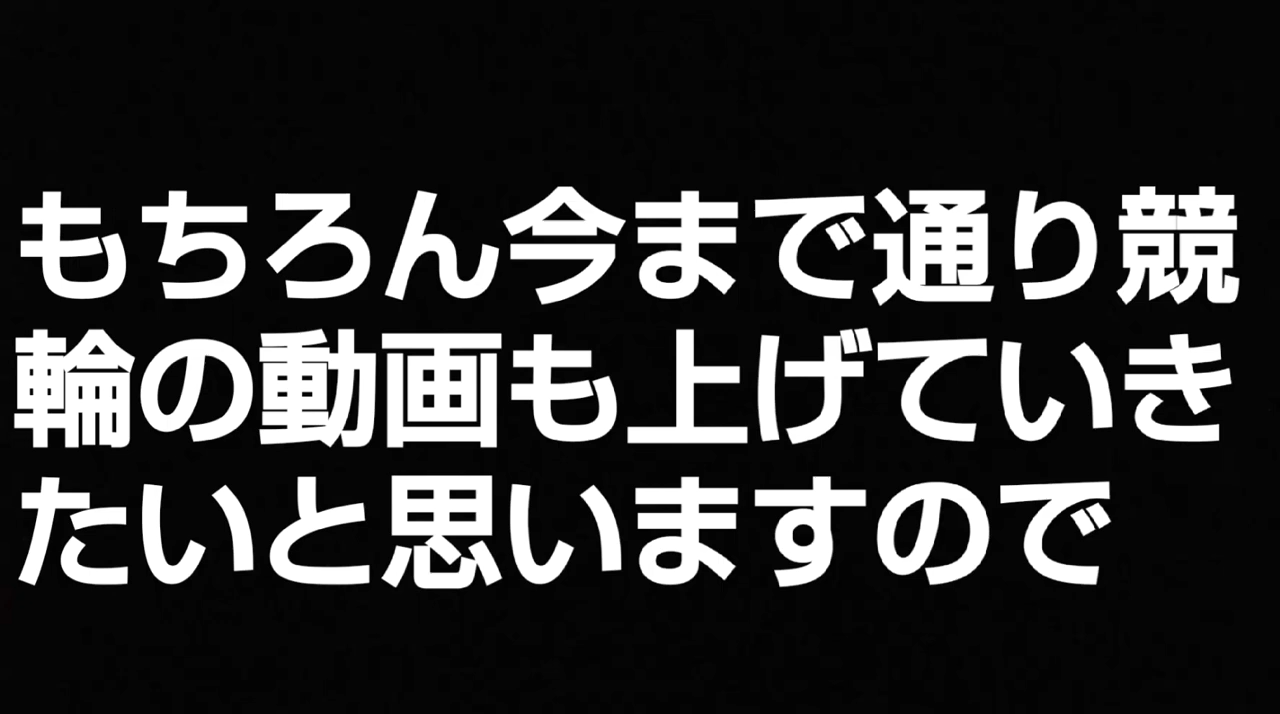 もちろん今まで通り競
輪の動画も上げていき
たいと思いますので